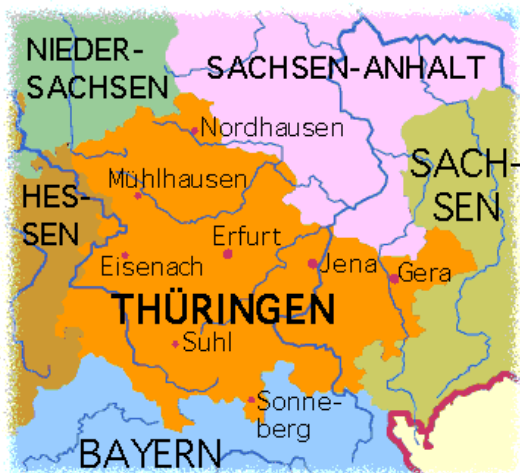 NIEDER-
SACHSEN
SACHSEN-ANHALT
Nordhausen
SACH-
SEN
Mühlhausen
HES-
SEN
Erfurt
Eisenach
Jena
Gera
THÜRINGEN
Suhl
Sonne-
berg
BAYERN